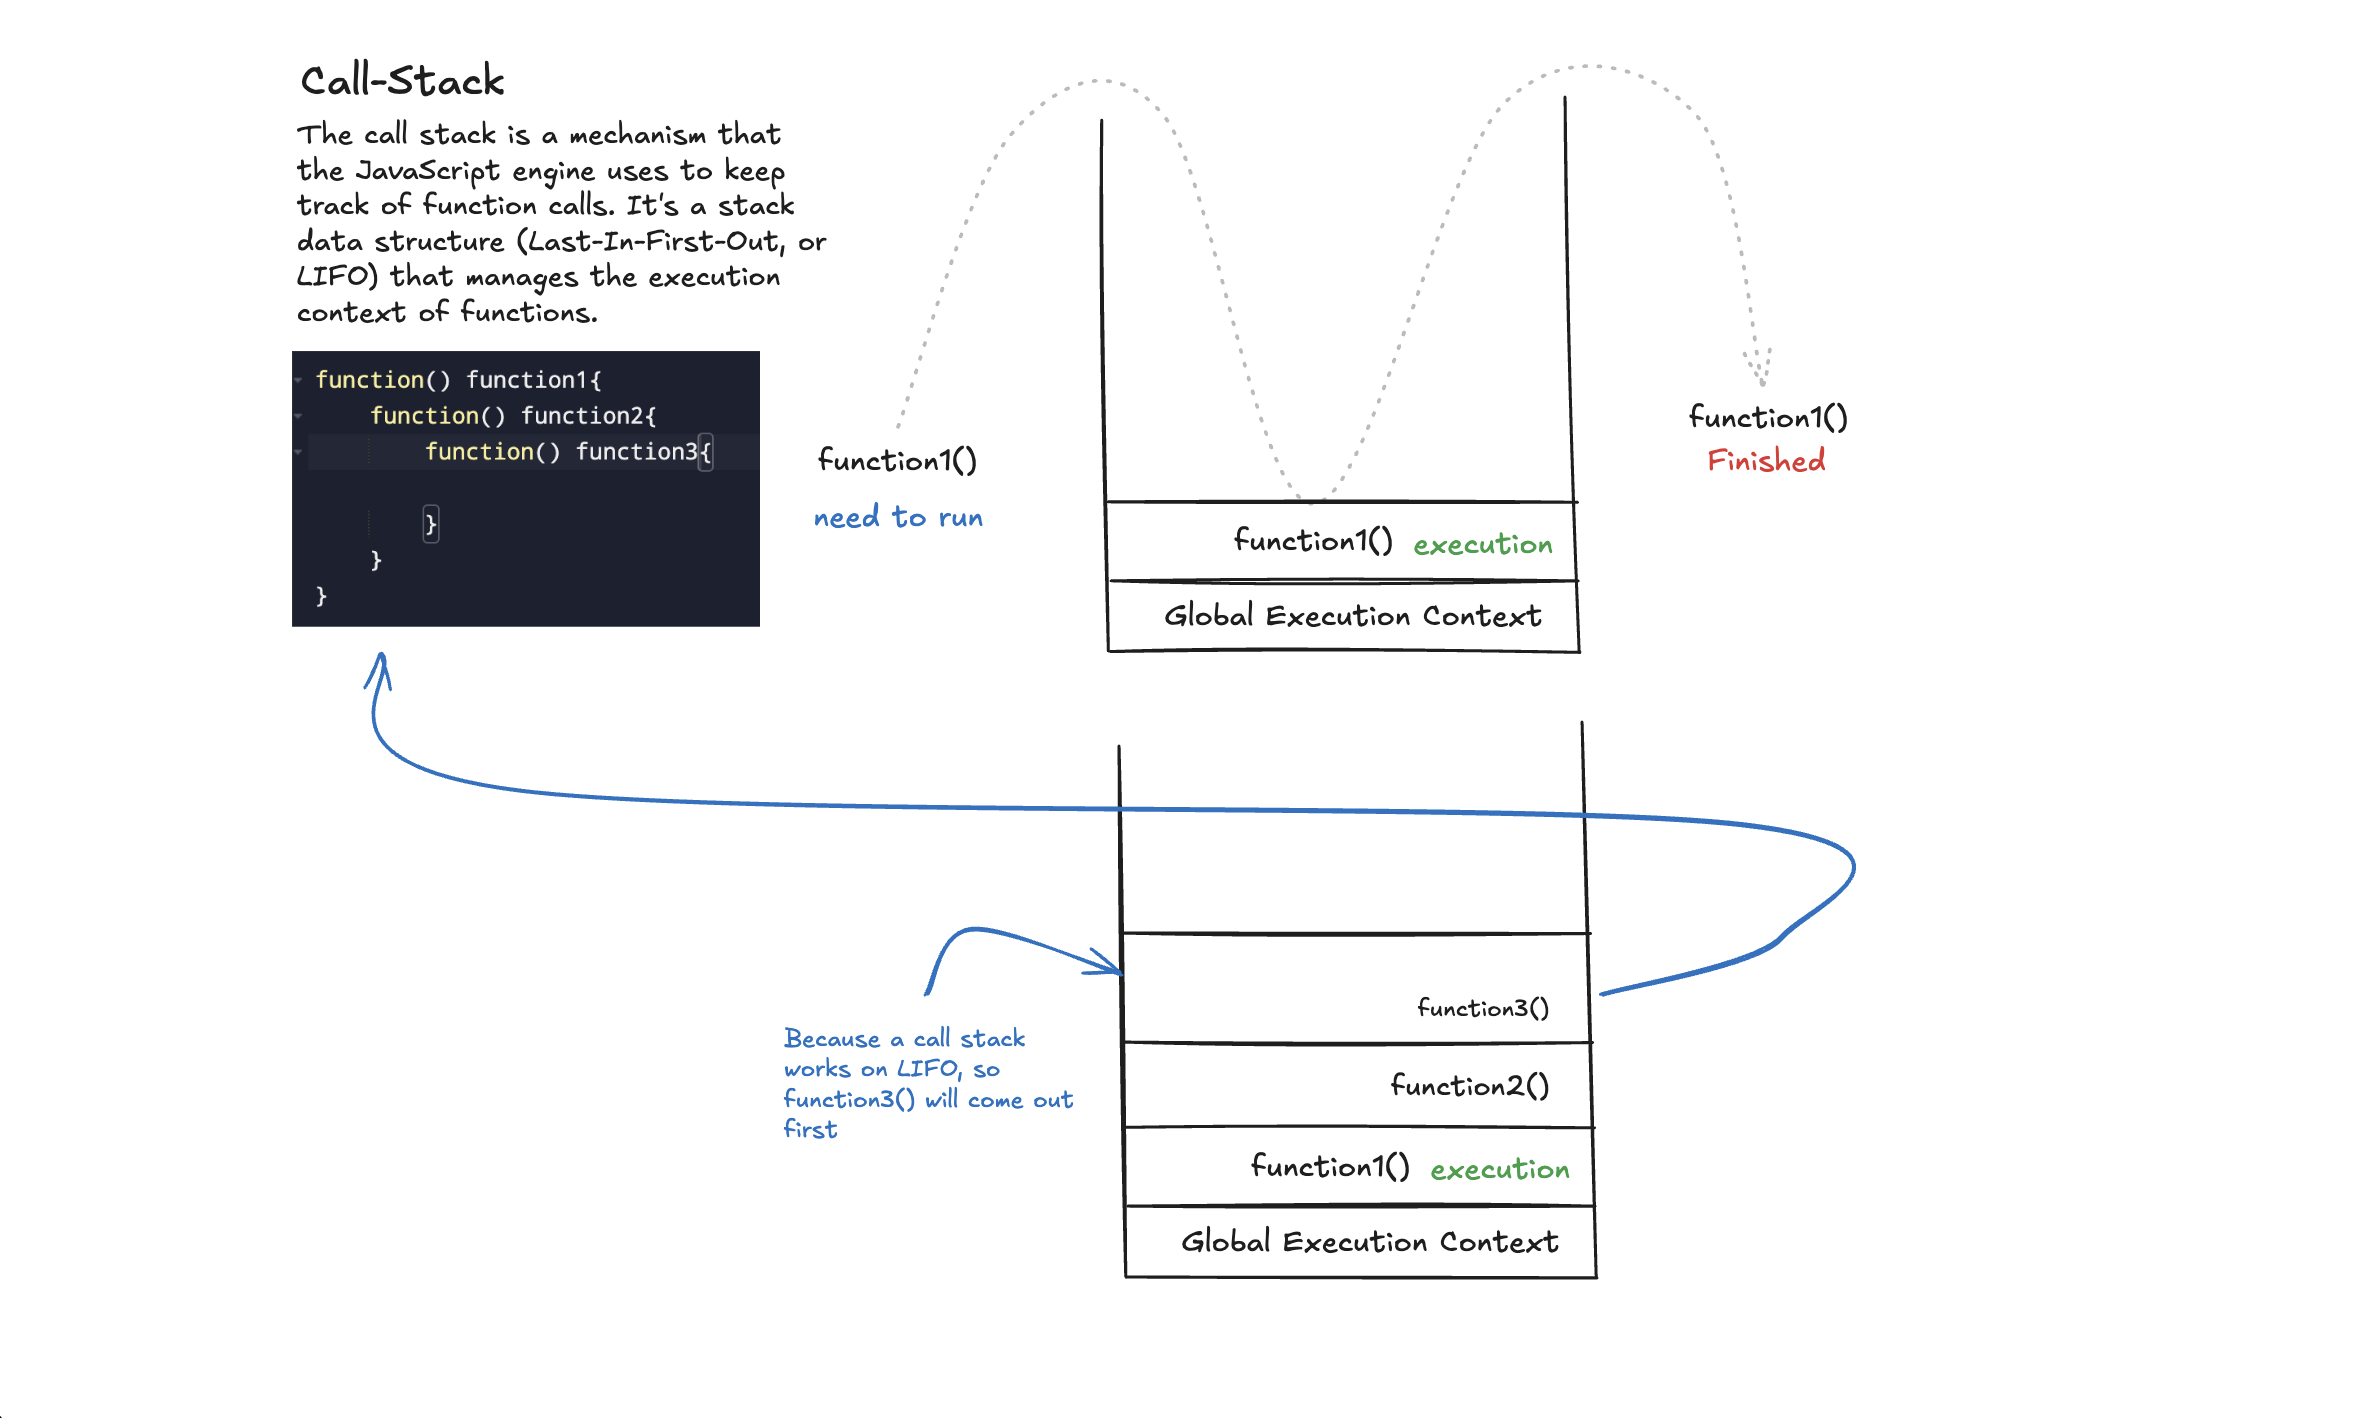 Call-Stack
The call stack is a mechanism that
the JavaScript engine uses to keep
track of function calls. It's a stack
data structure (Last-In-First-Out, or
LIFO) that manages the execution
context of functions.
function() function1{
function() function2{
function() function3{
}
}
}
function1()
need to run
function1() execution
Global Execution Context
function1()
Finished
Because a call stack
works on LIFO, so
function3() will come out
first
function3()
function2()
function1() execution
Global Execution Context